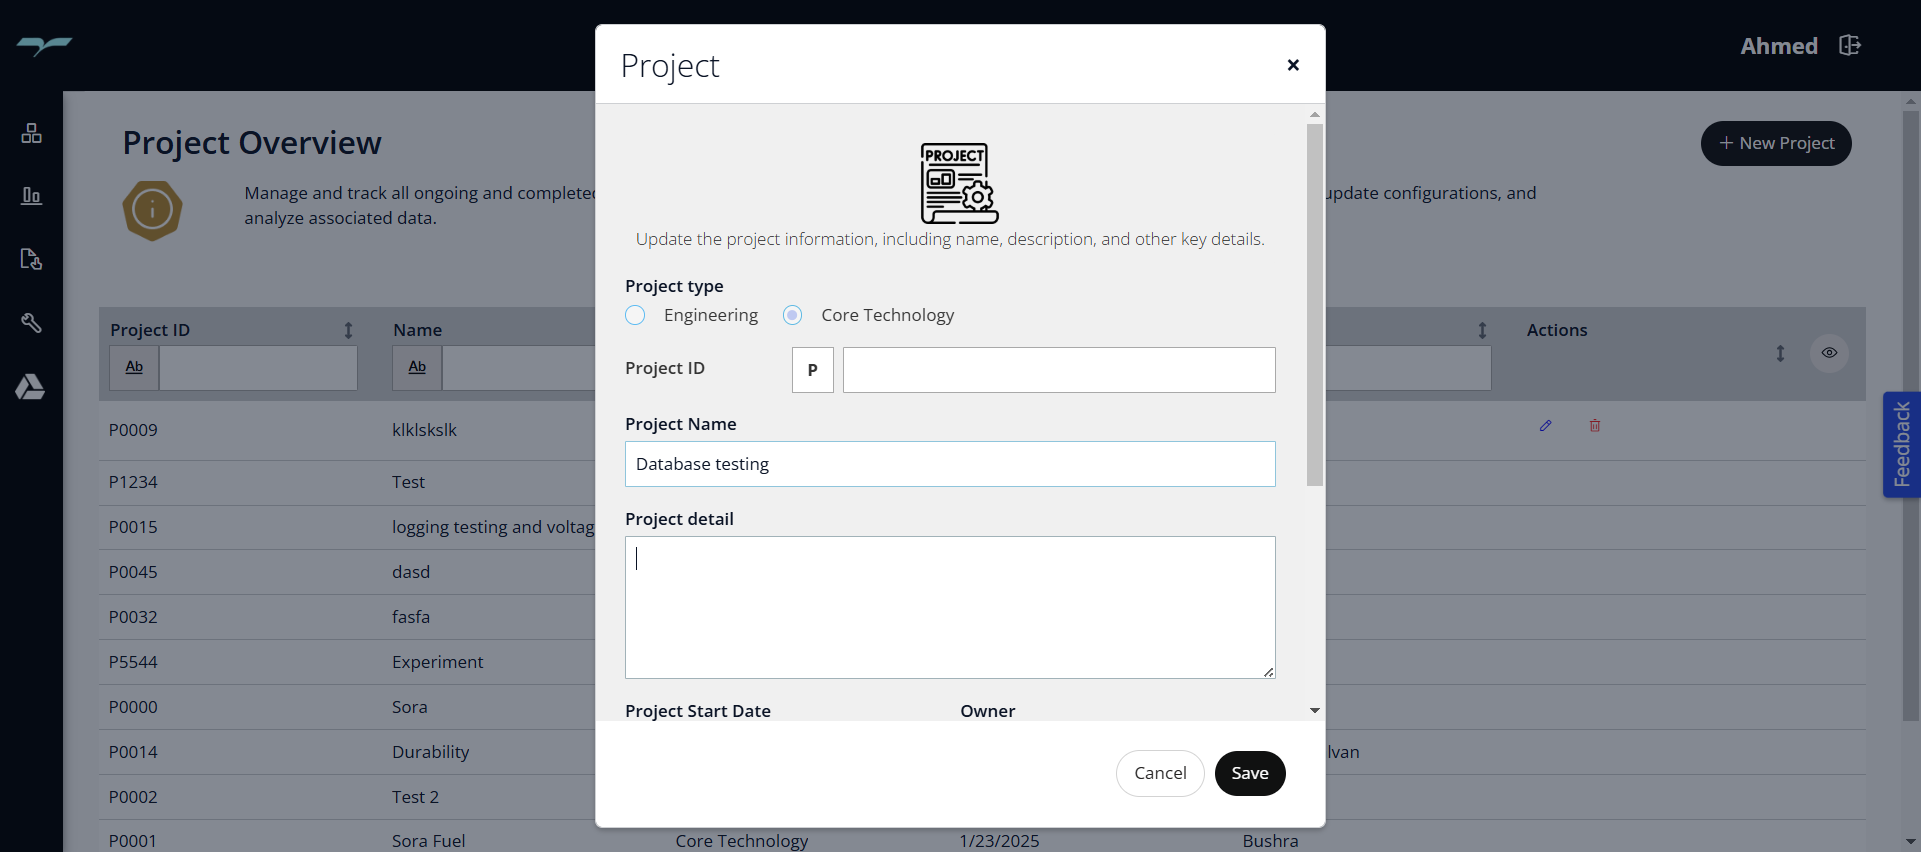 Ahmed
Project Overview
+ New Project
Manage and track all ongoing and complete
update configurations, and
analyze associated data.
Project ID
Name
Actions
Ab
Ab
P0009
klklskslk
P1234
Test
P0015
logging testing and voltag
P0045
dasd
P0032
fasfa
P5544
Experiment
P0000
Sora
P0014
Durability
lvan
P0002
Test 2
P0001
Sora Fuel
Core Technology
1/23/2025
Bushra
Feedback
Project
×
PROJECT
Update the project information, including name, description, and other key details.
Project type
Engineering
Core Technology
Project ID
P
Project Name
Database testing
Project detail
Project Start Date
Owner
Cancel
Save